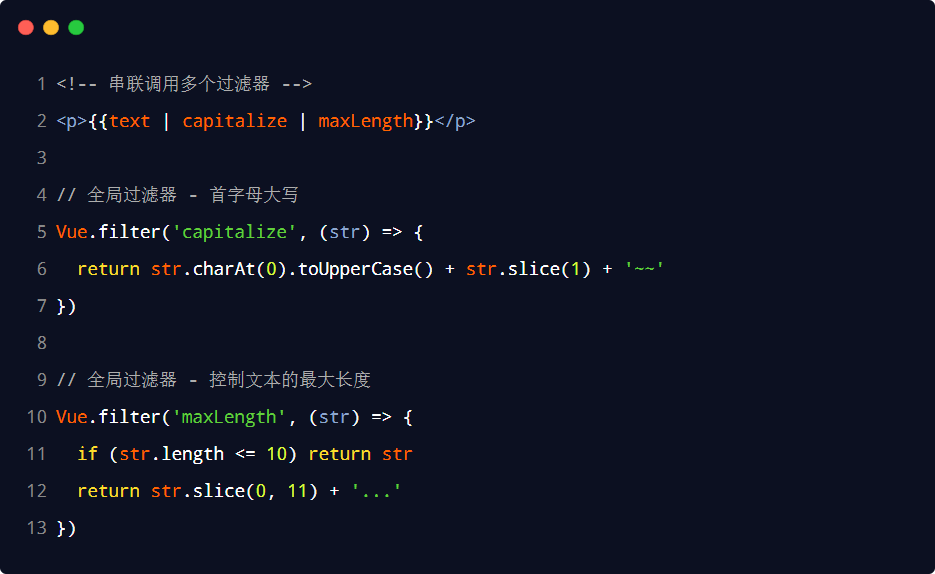 1 <!-- 串联调用多个过滤器 -->
2 <p>{{text | capitalize | maxLength}}</p>
3
4 // 全局过滤器 - 首字母大写
5 Vue.filter('capitalize', (str) => {
6   return str.charAt(0).toUpperCase() + str.slice(1) + '~~'
7 })
8
9 // 全局过滤器 - 控制文本的最大长度
10 Vue.filter('maxLength', (str) => {
11   if (str.length <= 10) return str
12   return str.slice(0, 11) + '...'
13 })